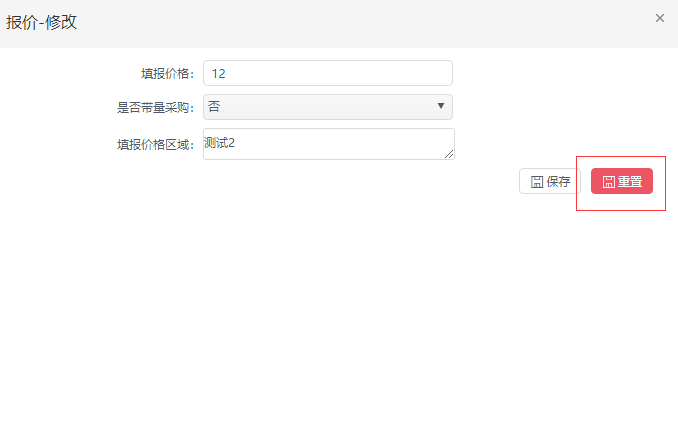 报价-修改
填报价格： 12
是否带量采购： 否
填报价格区域： 测试2
保存 重置